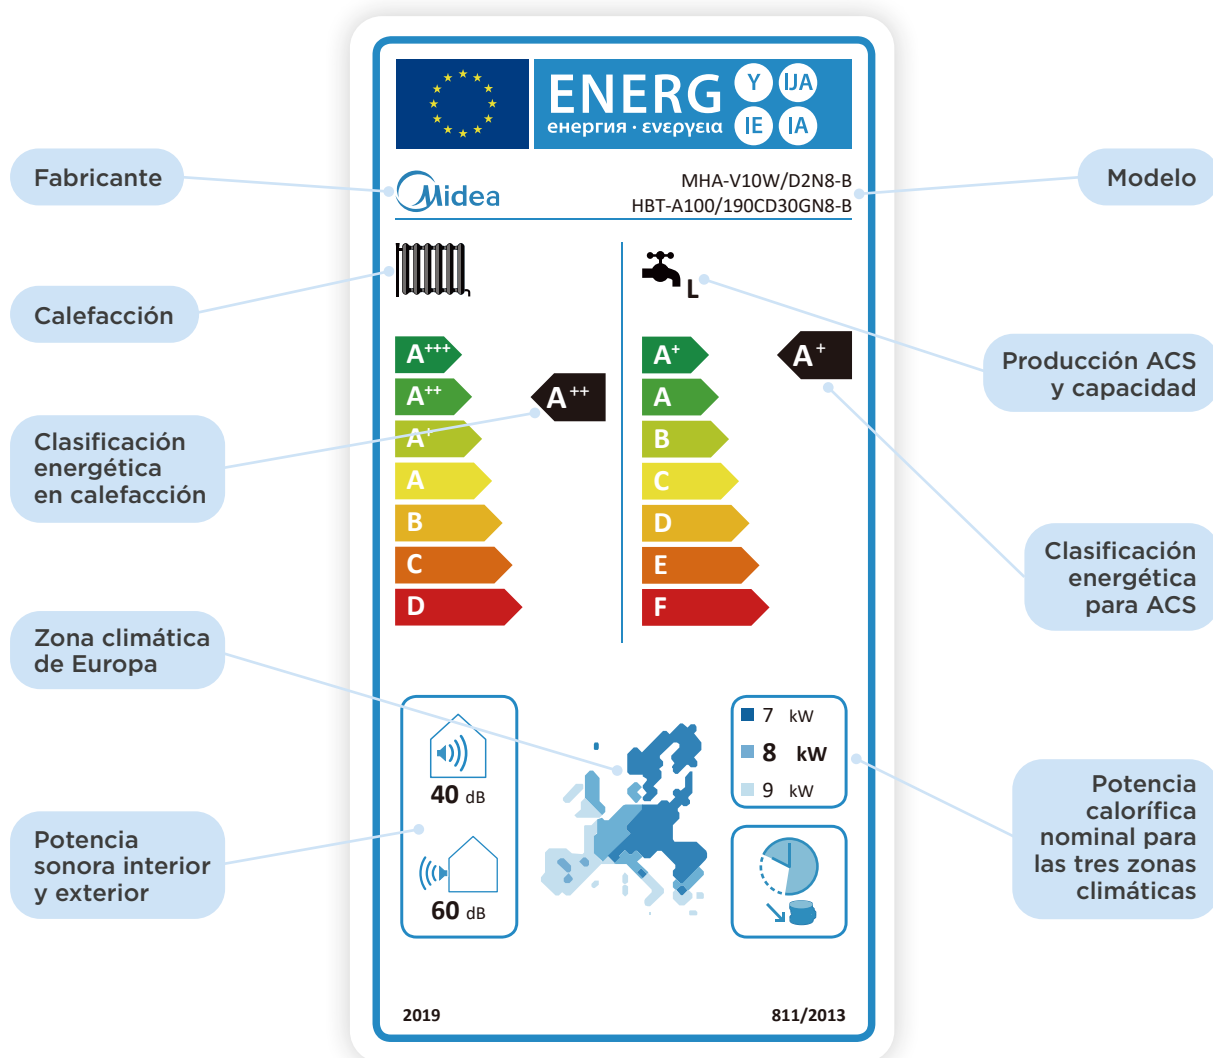 ENERG
енергия · ενεργεια
Y
IJA
IE
IA
Fabricante
Midea
MHA-V10W/D2N8-B
HBT-A100/190CD30GN8-B
Modelo
Calefacción
L
Producción ACS
y capacidad
A+++
A++
A+
A
B
C
D
A++
A+
A
B
C
D
E
F
A+
Clasificación
energética
en calefacción
Clasificación
energética
para ACS
Zona climática
de Europa
40 dB
60 dB
7 kW
8 kW
9 kW
Potencia
sonora interior
y exterior
Potencia
calorífica
nominal para
las tres zonas
climáticas
2019
811/2013